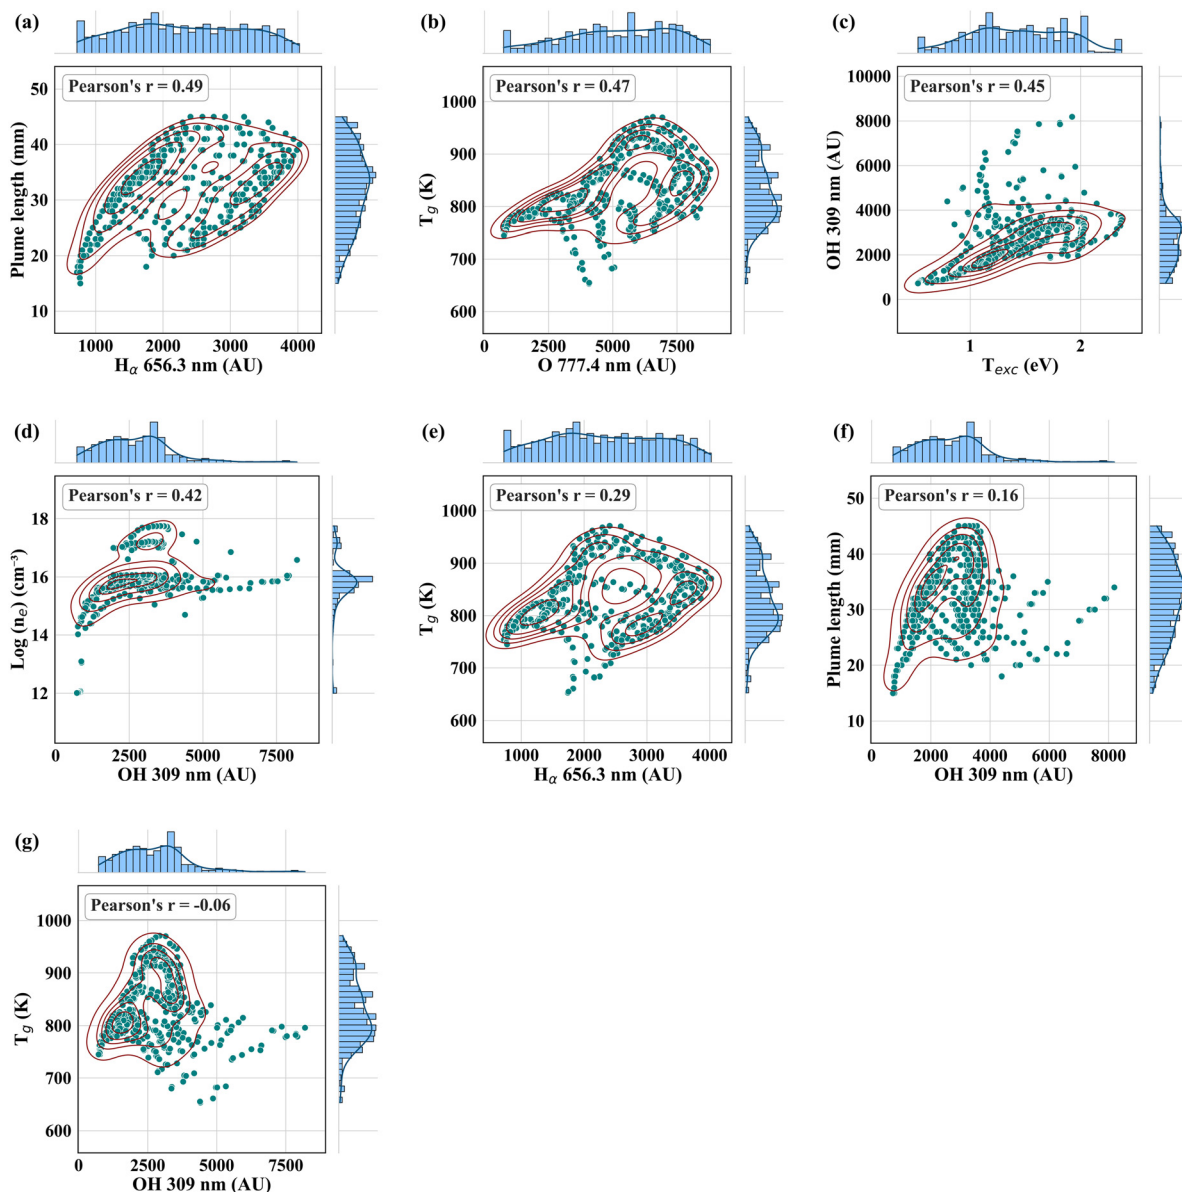 (a)
Pearson's r = 0.49
Plume length (mm)
50
40
30
20
10
1000 2000 3000 4000
Hα 656.3 nm (AU)
(b)
Pearson's r = 0.47
T_g (K)
1000
900
800
700
600
0 2500 5000 7500
O 777.4 nm (AU)
(c)
Pearson's r = 0.45
OH 309 nm (AU)
10000
8000
6000
4000
2000
0
1 2
T_exc (eV)
(d)
Pearson's r = 0.42
Log (n_e) (cm⁻³)
18
16
14
12
0 2500 5000 7500
OH 309 nm (AU)
(e)
Pearson's r = 0.29
T_g (K)
1000
900
800
700
600
1000 2000 3000 4000
Hα 656.3 nm (AU)
(f)
Pearson's r = 0.16
Plume length (mm)
50
40
30
20
10
0 2000 4000 6000 8000
OH 309 nm (AU)
(g)
Pearson's r = -0.06
T_g (K)
1000
900
800
700
600
0 2500 5000 7500
OH 309 nm (AU)